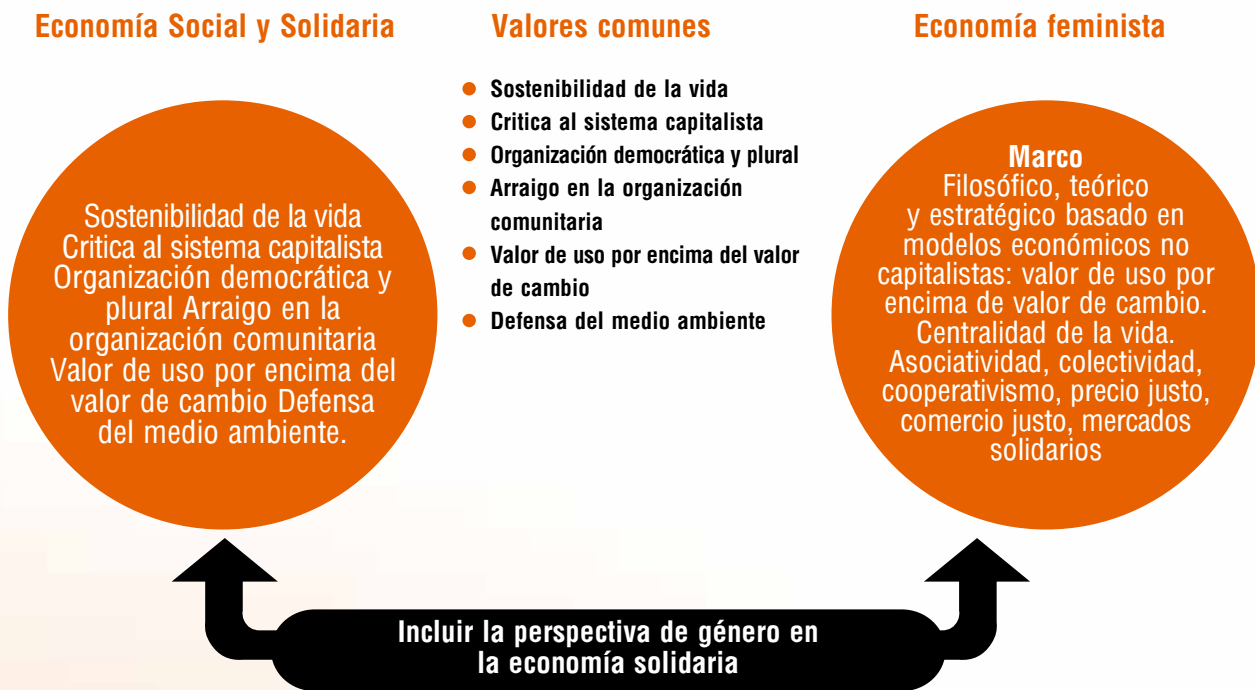 Economía Social y Solidaria
Sostenibilidad de la vida
Critica al sistema capitalista
Organización democrática y
plural Arraigo en la
organización comunitaria
Valor de uso por encima del
valor de cambio Defensa
del medio ambiente.
Valores comunes
● Sostenibilidad de la vida
● Critica al sistema capitalista
● Organización democrática y plural
● Arraigo en la organización
comunitaria
● Valor de uso por encima del valor
de cambio
● Defensa del medio ambiente
Economía feminista
Marco
Filosófico, teórico
y estratégico basado en
modelos económicos no
capitalistas: valor de uso por
encima de valor de cambio.
Centralidad de la vida.
Asociatividad, colectividad,
cooperativismo, precio justo,
comercio justo, mercados
solidarios
Incluir la perspectiva de género en
la economía solidaria